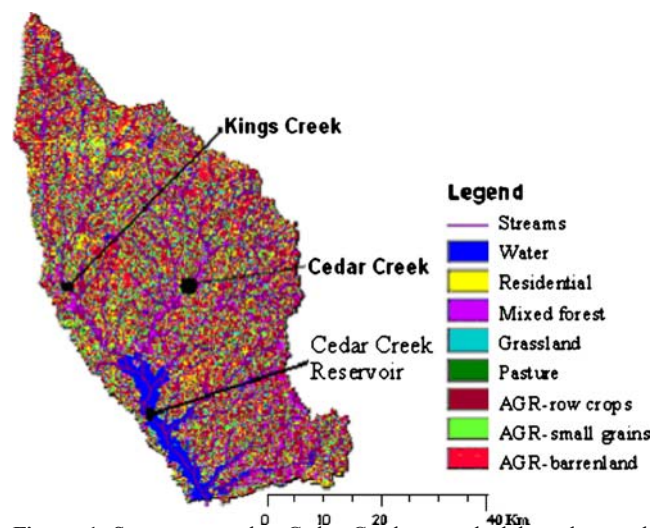 Kings Creek
Cedar Creek
Cedar Creek
Reservoir
Legend
Streams
Water
Residential
Mixed forest
Grassland
Pasture
AGR-row crops
AGR-small grains
AGR-barrenland
0 10 20 40 Km